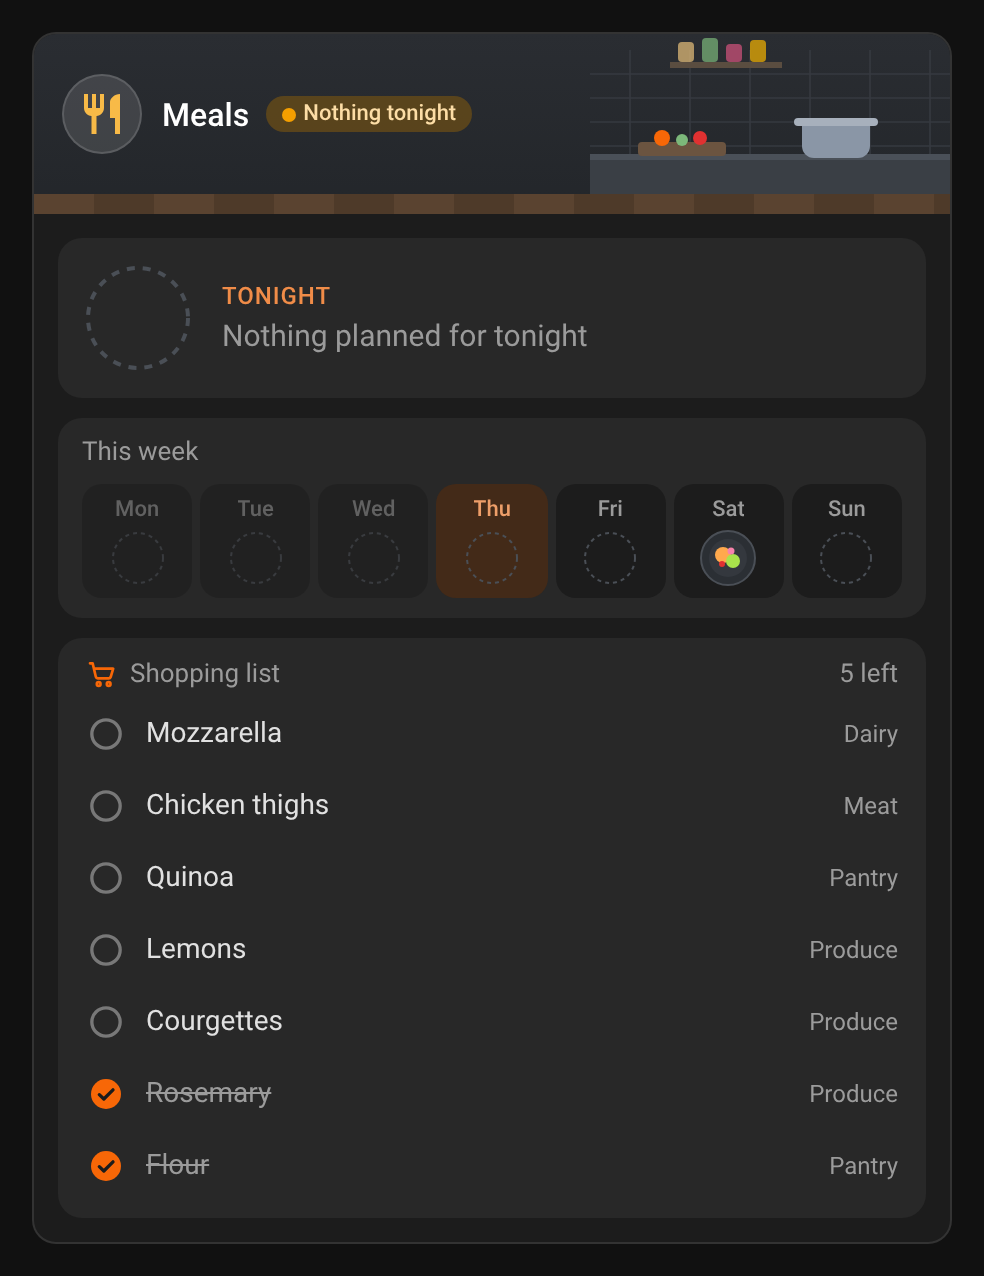 Meals
Nothing tonight
TONIGHT
Nothing planned for tonight
This week
Mon Tue Wed Thu Fri Sat Sun
Shopping list 5 left
Mozzarella Dairy
Chicken thighs Meat
Quinoa Pantry
Lemons Produce
Courgettes Produce
Rosemary Produce
Flour Pantry